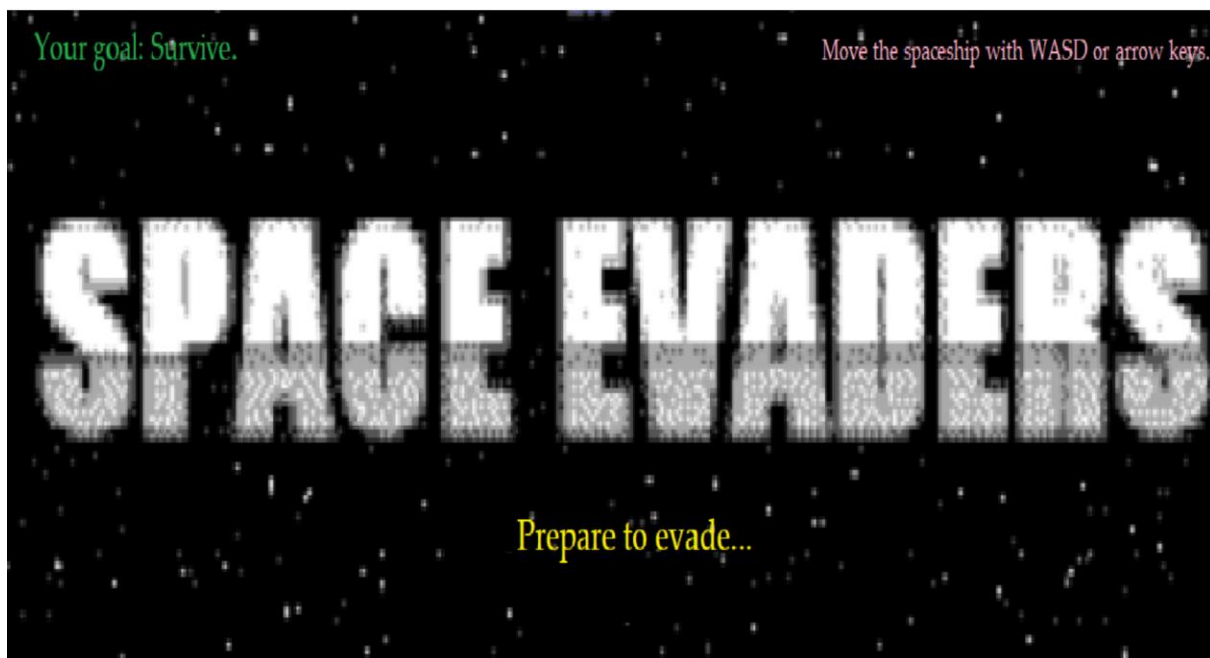 Your goal: Survive.
Move the spaceship with WASD or arrow keys.
SPACE EVADERS
Prepare to evade...